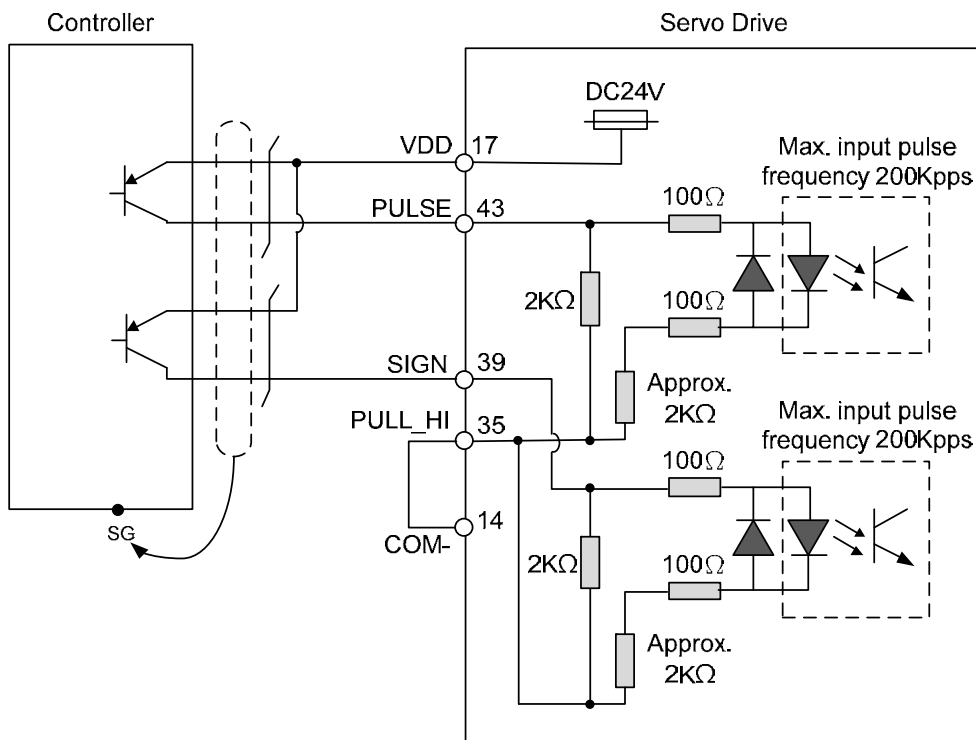 Controller
Servo Drive
DC24V
VDD
17
Max. input pulse
frequency 200Kpps
100Ω
PULSE
43
2KΩ
100Ω
SIGN
39
Approx.
2KΩ
PULL_HI
35
Max. input pulse
frequency 200Kpps
100Ω
SG
14
COM-
2KΩ
100Ω
Approx.
2KΩ